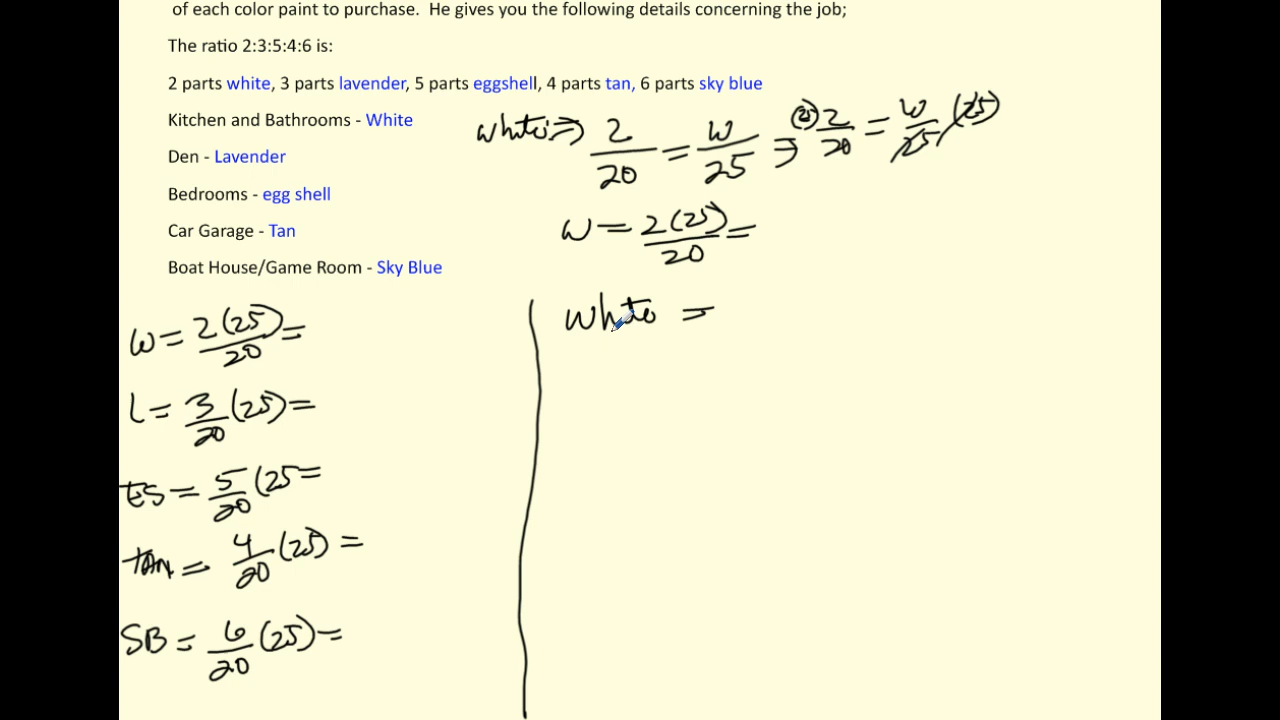 of each color paint to purchase.  He gives you the following details concerning the job;
The ratio 2:3:5:4:6 is:
2 parts white, 3 parts lavender, 5 parts eggshell, 4 parts tan, 6 parts sky blue
Kitchen and Bathrooms - White
white ⇒ 2/20 = W/25 ⇒ (25) 2/20 = W/25 (25)
Den - Lavender
Bedrooms - egg shell
Car Garage - Tan
W = 2(25)/20 =
Boat House/Game Room - Sky Blue
W = 2(25)/20 =
white =
L = 3/20 (25) =
ES = 5/20 (25 =
TAN = 4/20 (25) =
SB = 6/20 (25) =